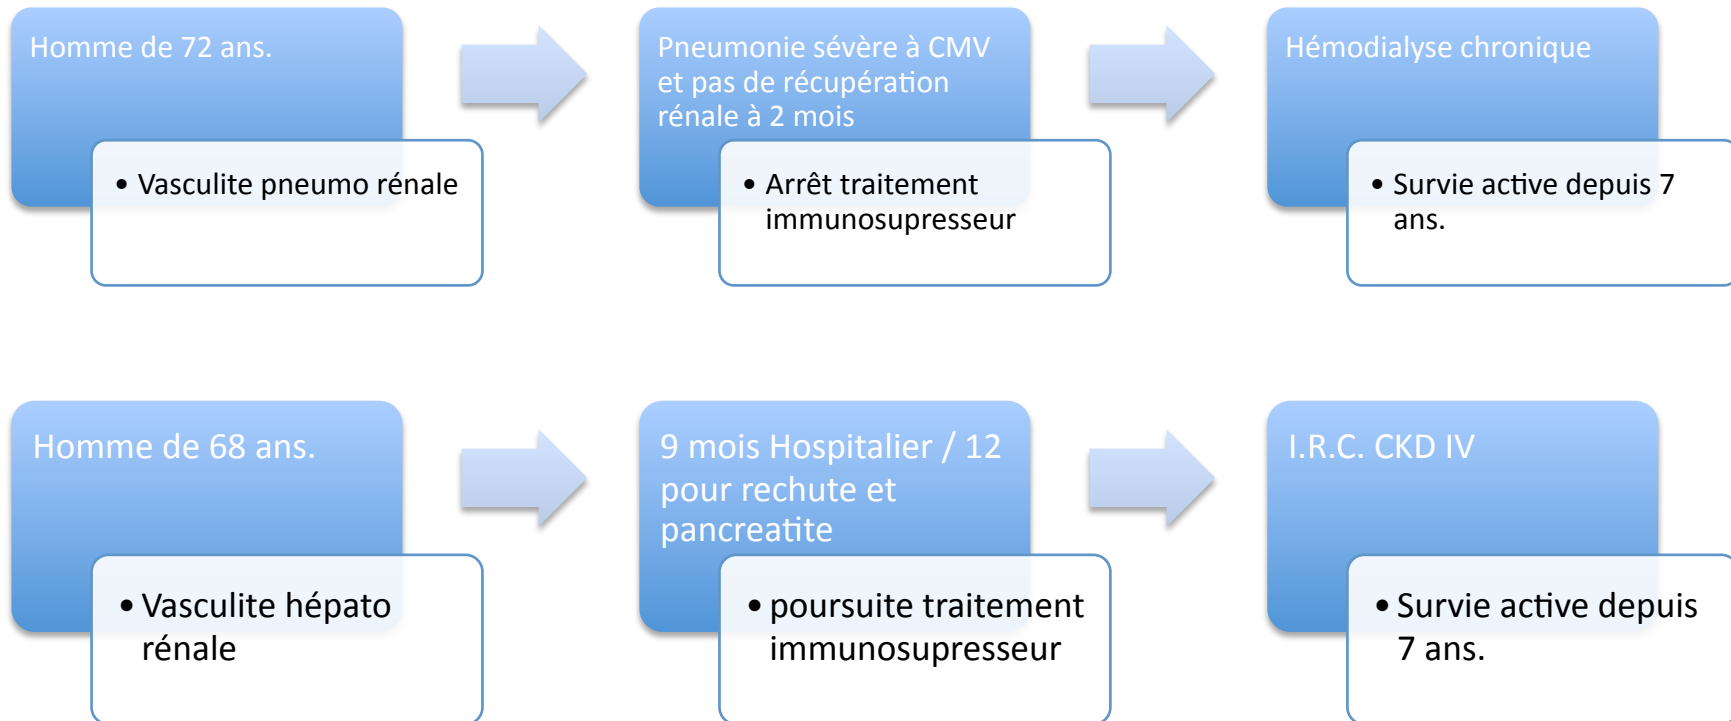 Homme de 72 ans.
• Vasculite pneumo rénale
Pneumonie sévère à CMV
et pas de récupération
rénale à 2 mois
• Arrêt traitement
immunosupresseur
Hémodialyse chronique
• Survie active depuis 7
ans.
Homme de 68 ans.
• Vasculite hépato
rénale
9 mois Hospitalier / 12
pour rechute et
pancreatite
• poursuite traitement
immunosupresseur
I.R.C. CKD IV
• Survie active depuis
7 ans.